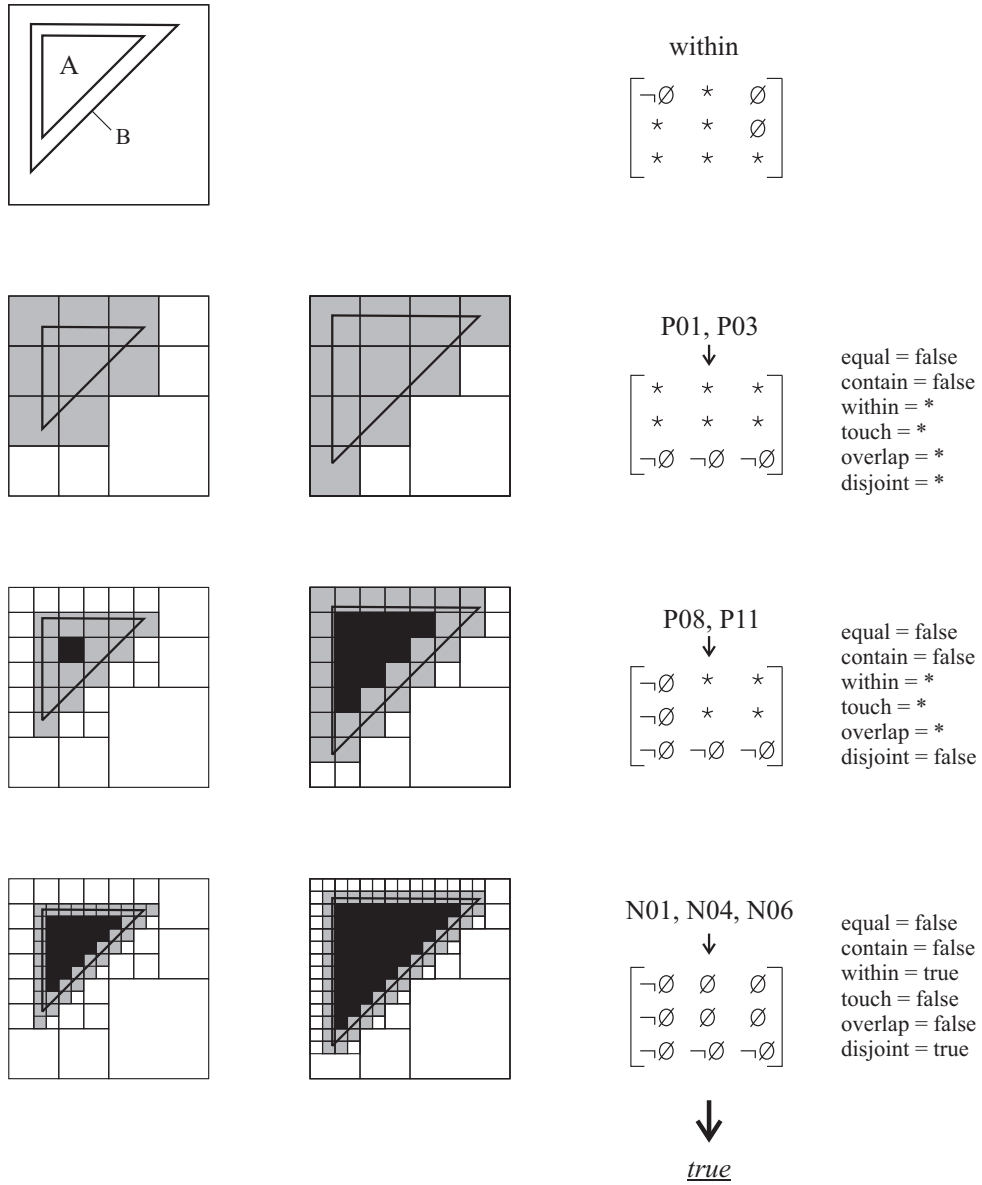 A
B
within
¬∅ * ∅
* * ∅
* * *
P01, P03
* * *
* * *
¬∅ ¬∅ ¬∅
equal = false
contain = false
within = *
touch = *
overlap = *
disjoint = *
P08, P11
¬∅ * *
¬∅ * *
¬∅ ¬∅ ¬∅
equal = false
contain = false
within = *
touch = *
overlap = *
disjoint = false
N01, N04, N06
¬∅ ∅ ∅
¬∅ ∅ ∅
¬∅ ¬∅ ¬∅
equal = false
contain = false
within = true
touch = false
overlap = false
disjoint = true
true